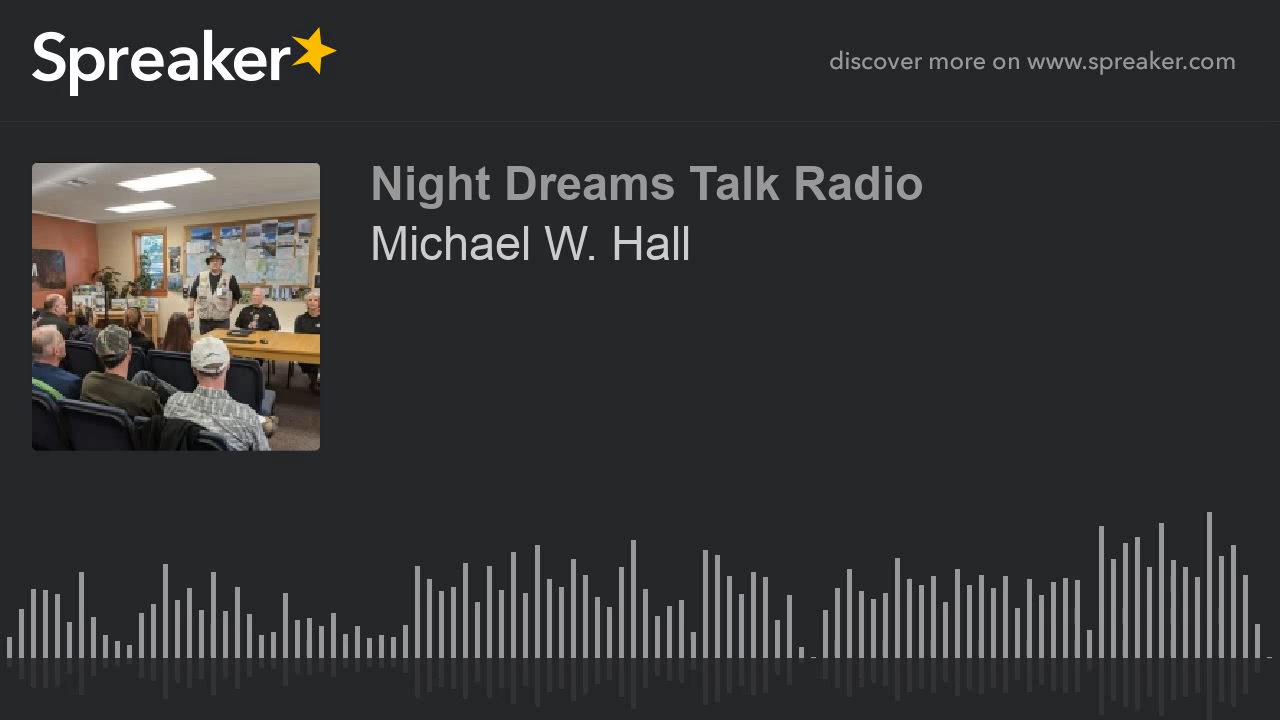 Spreaker
discover more on www.spreaker.com
Night Dreams Talk Radio
Michael W. Hall